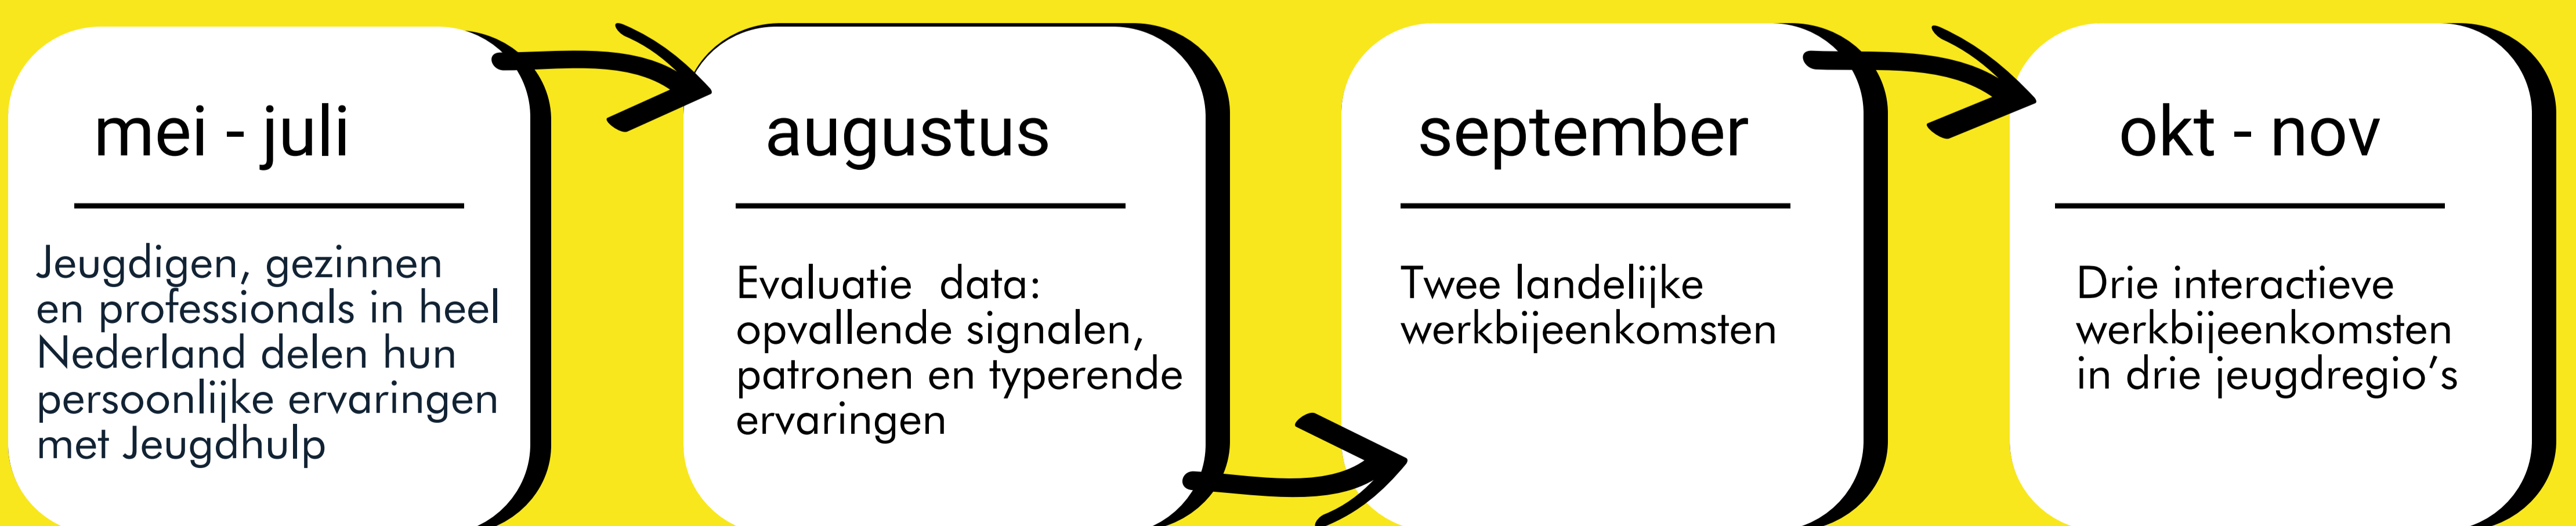 mei - juli
Jeugdigen, gezinnen
en professionals in heel
Nederland delen hun
persoonlijke ervaringen
met Jeugdhulp
augustus
Evaluatie  data:
opvallende signalen,
patronen en typerende
ervaringen
september
Twee landelijke
werkbijeenkomsten
okt - nov
Drie interactieve
werkbijeenkomsten
in drie jeugdregio’s